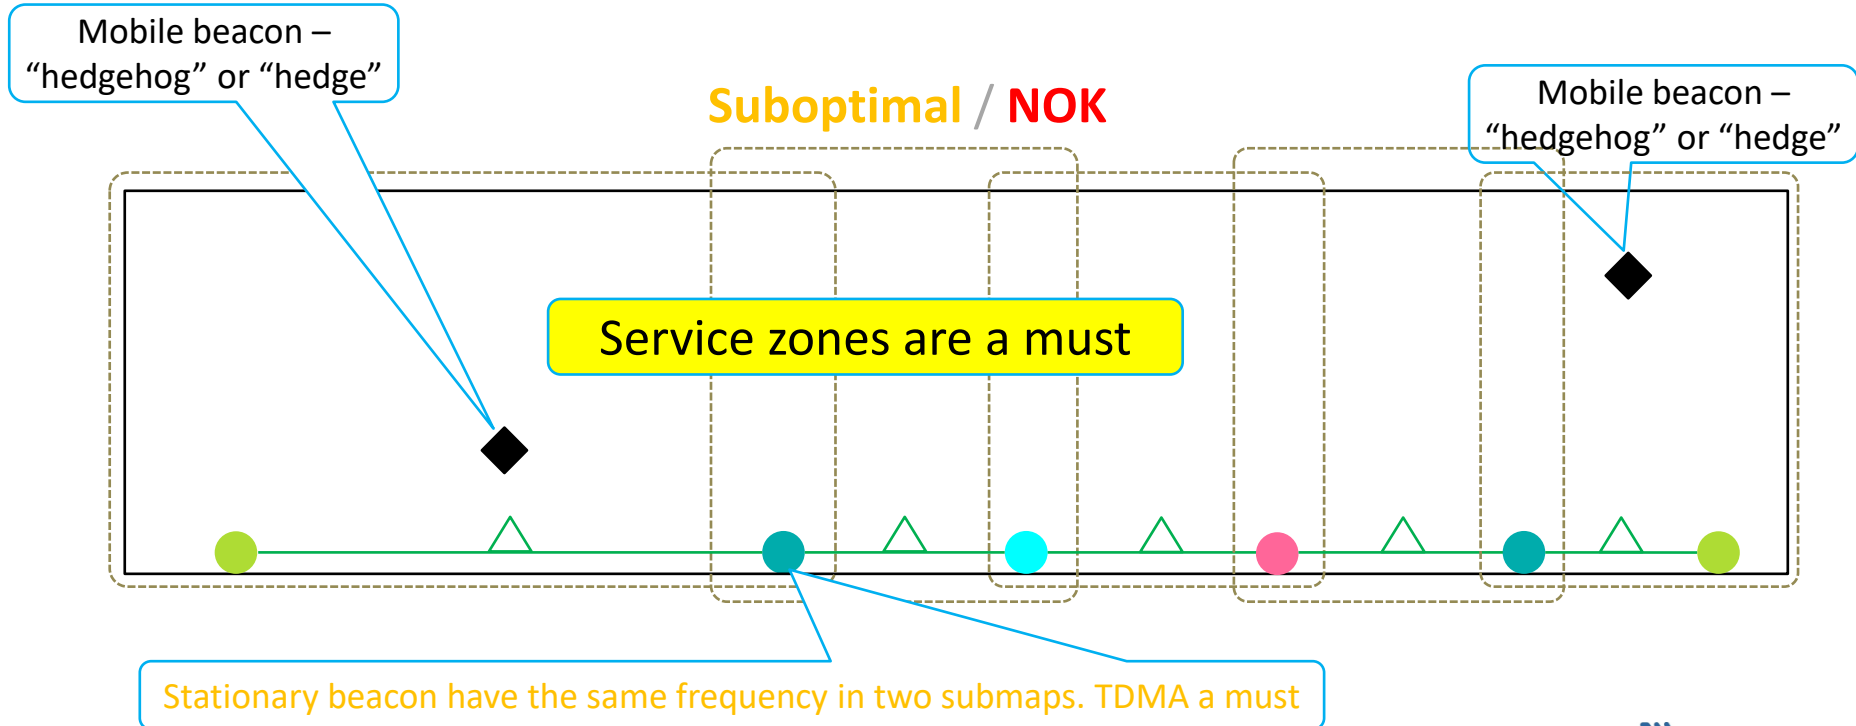 Mobile beacon –
“hedgehog” or “hedge”
Suboptimal / NOK
Mobile beacon –
“hedgehog” or “hedge”
Service zones are a must
Stationary beacon have the same frequency in two submaps. TDMA a must